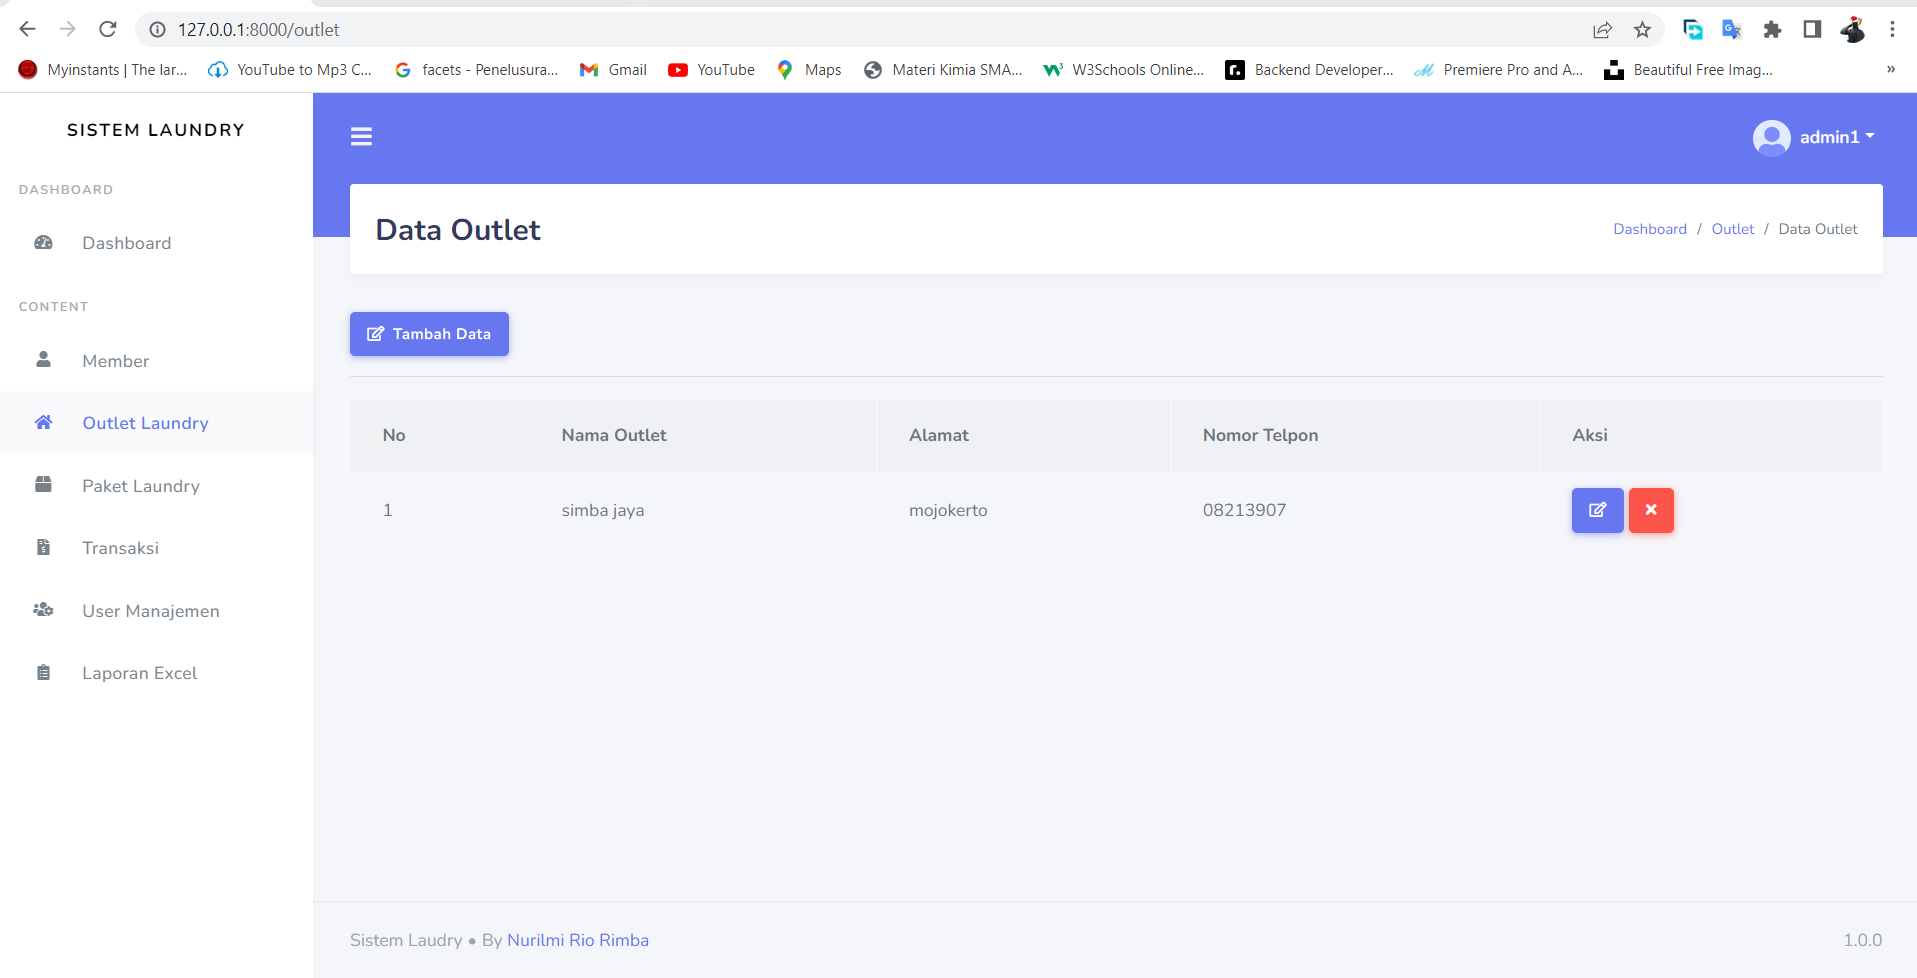 127.0.0.1:8000/outlet
Myinstants | The lar... YouTube to Mp3 C... facets - Penelusura... Gmail YouTube Maps Materi Kimia SMA... W3Schools Online... Backend Developer... Premiere Pro and A... Beautiful Free Imag... »
SISTEM LAUNDRY
admin1
DASHBOARD
Dashboard
CONTENT
Member
Outlet Laundry
Paket Laundry
Transaksi
User Manajemen
Laporan Excel
Data Outlet
Dashboard / Outlet / Data Outlet
Tambah Data
No Nama Outlet Alamat Nomor Telpon Aksi
1 simba jaya mojokerto 08213907
Sistem Laudry • By Nurilmi Rio Rimba
1.0.0